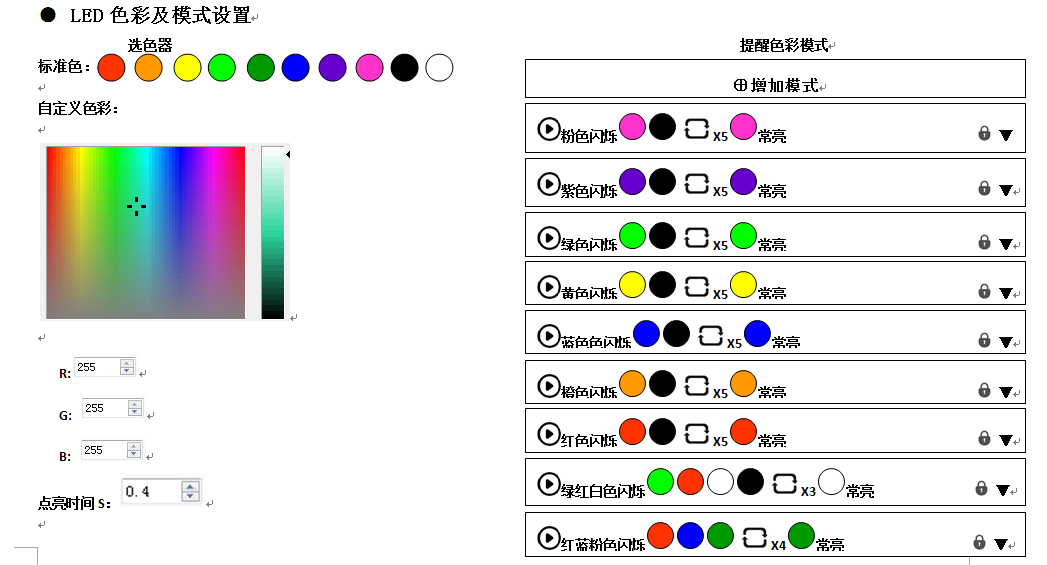 ● LED 色彩及模式设置
选色器
标准色：
自定义色彩：
R: 255
G: 255
B: 255
点亮时间 S： 0.4
提醒色彩模式
⊕增加模式
粉色闪烁 X5 常亮
紫色闪烁 X5 常亮
绿色闪烁 X5 常亮
黄色闪烁 X5 常亮
蓝色色闪烁 X5 常亮
橙色闪烁 X5 常亮
红色闪烁 X5 常亮
绿红白色闪烁 X3 常亮
红蓝粉色闪烁 X4 常亮